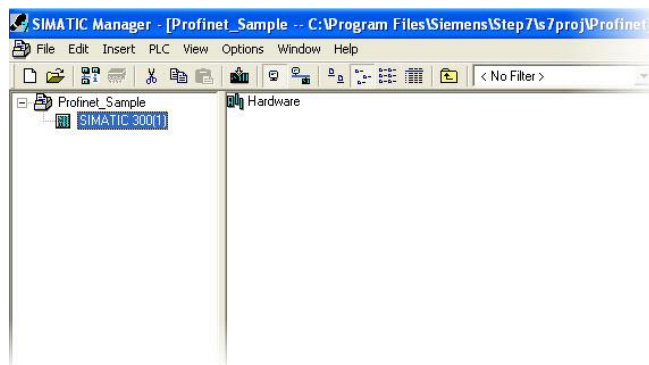 SIMATIC Manager - [Profinet_Sample -- C:\Program Files\Siemens\Step7\s7proj\Profinet
File Edit Insert PLC View Options Window Help
< No Filter >
Profinet_Sample
SIMATIC 300(1)
Hardware